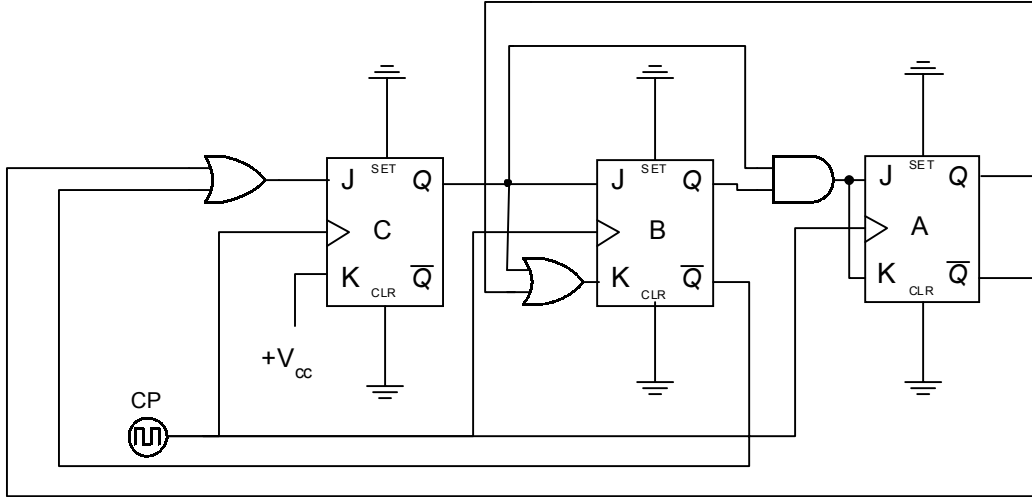 J SET Q
C
K CLR Q̅
+Vcc
CP
J SET Q
B
K CLR Q̅
J SET Q
A
K CLR Q̅